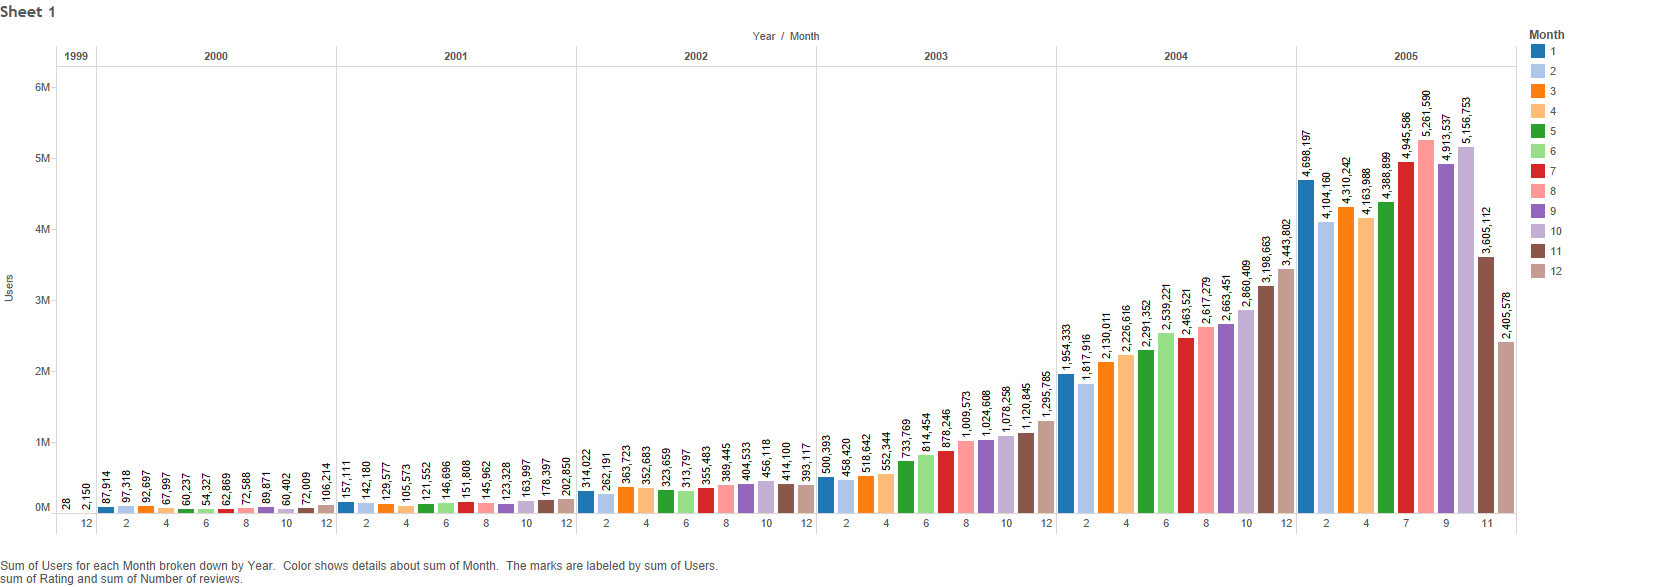 Sheet 1
Year / Month
1999 2000 2001 2002 2003 2004 2005
Users
6M
5M
4M
3M
2M
1M
0M
28 2,150
87,914 97,318 92,697 67,997 60,237 54,327 62,869 72,588 89,871 60,402 72,009 106,214
157,111 142,180 129,577 105,573 121,552 146,696 151,808 145,962 123,328 163,997 178,397 202,850
314,022 262,191 363,723 352,683 323,659 313,797 355,483 389,445 404,533 456,118 414,100 393,117
500,393 458,420 518,642 552,344 733,769 814,454 878,246 1,009,573 1,024,608 1,078,258 1,120,845 1,295,785
1,954,333 1,817,916 2,130,011 2,226,616 2,291,352 2,539,221 2,463,521 2,617,279 2,663,451 2,860,409 3,198,663 3,443,802
4,698,197 4,104,160 4,310,242 4,163,988 4,388,899 4,945,586 5,261,590 4,913,537 5,156,753 3,605,112 2,405,578
12 2 4 6 8 10 12 2 4 6 8 10 12 2 4 6 8 10 12 2 4 6 8 10 12 2 4 6 8 10 12 2 4 7 9 11
Month
1
2
3
4
5
6
7
8
9
10
11
12
Sum of Users for each Month broken down by Year.  Color shows details about sum of Month.  The marks are labeled by sum of Users.
sum of Rating and sum of Number of reviews.